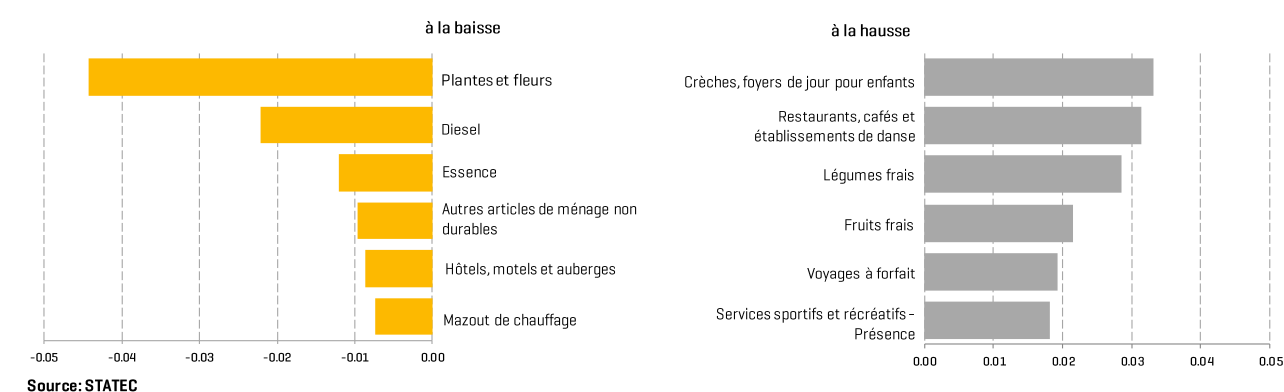 à la baisse
Plantes et fleurs
Diesel
Essence
Autres articles de ménage non
durables
Hôtels, motels et auberges
Mazout de chauffage
-0.05 -0.04 -0.03 -0.02 -0.01 0.00
à la hausse
Crèches, foyers de jour pour enfants
Restaurants, cafés et
établissements de danse
Légumes frais
Fruits frais
Voyages à forfait
Services sportifs et récréatifs -
Présence
0.00 0.01 0.02 0.03 0.04 0.05
Source: STATEC